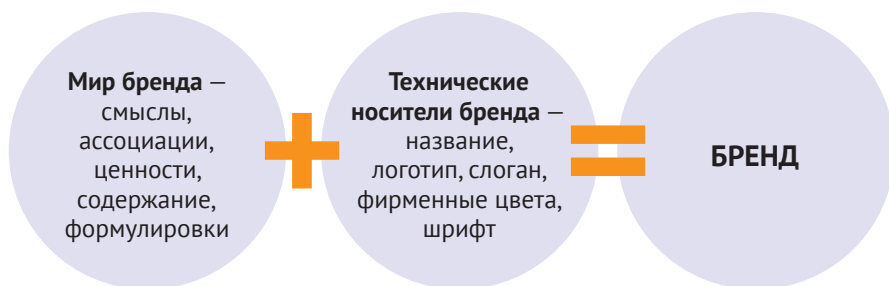 Мир бренда —
смыслы,
ассоциации,
ценности,
содержание,
формулировки
+
Технические
носители бренда —
название,
логотип, слоган,
фирменные цвета,
шрифт
=
БРЕНД